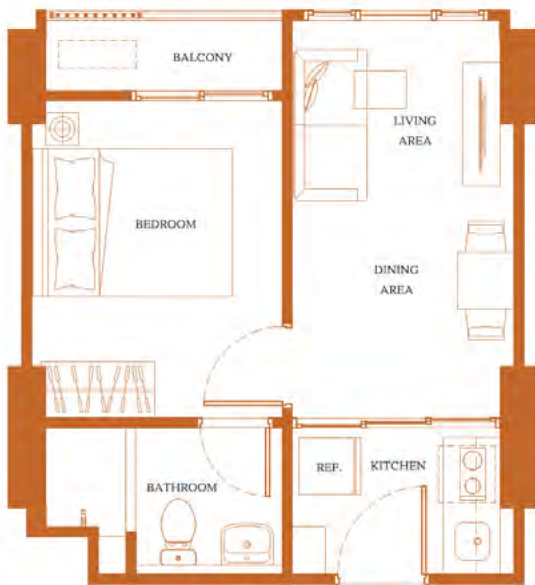 BALCONY
LIVING
AREA
BEDROOM
DINING
AREA
REF.
KITCHEN
BATHROOM